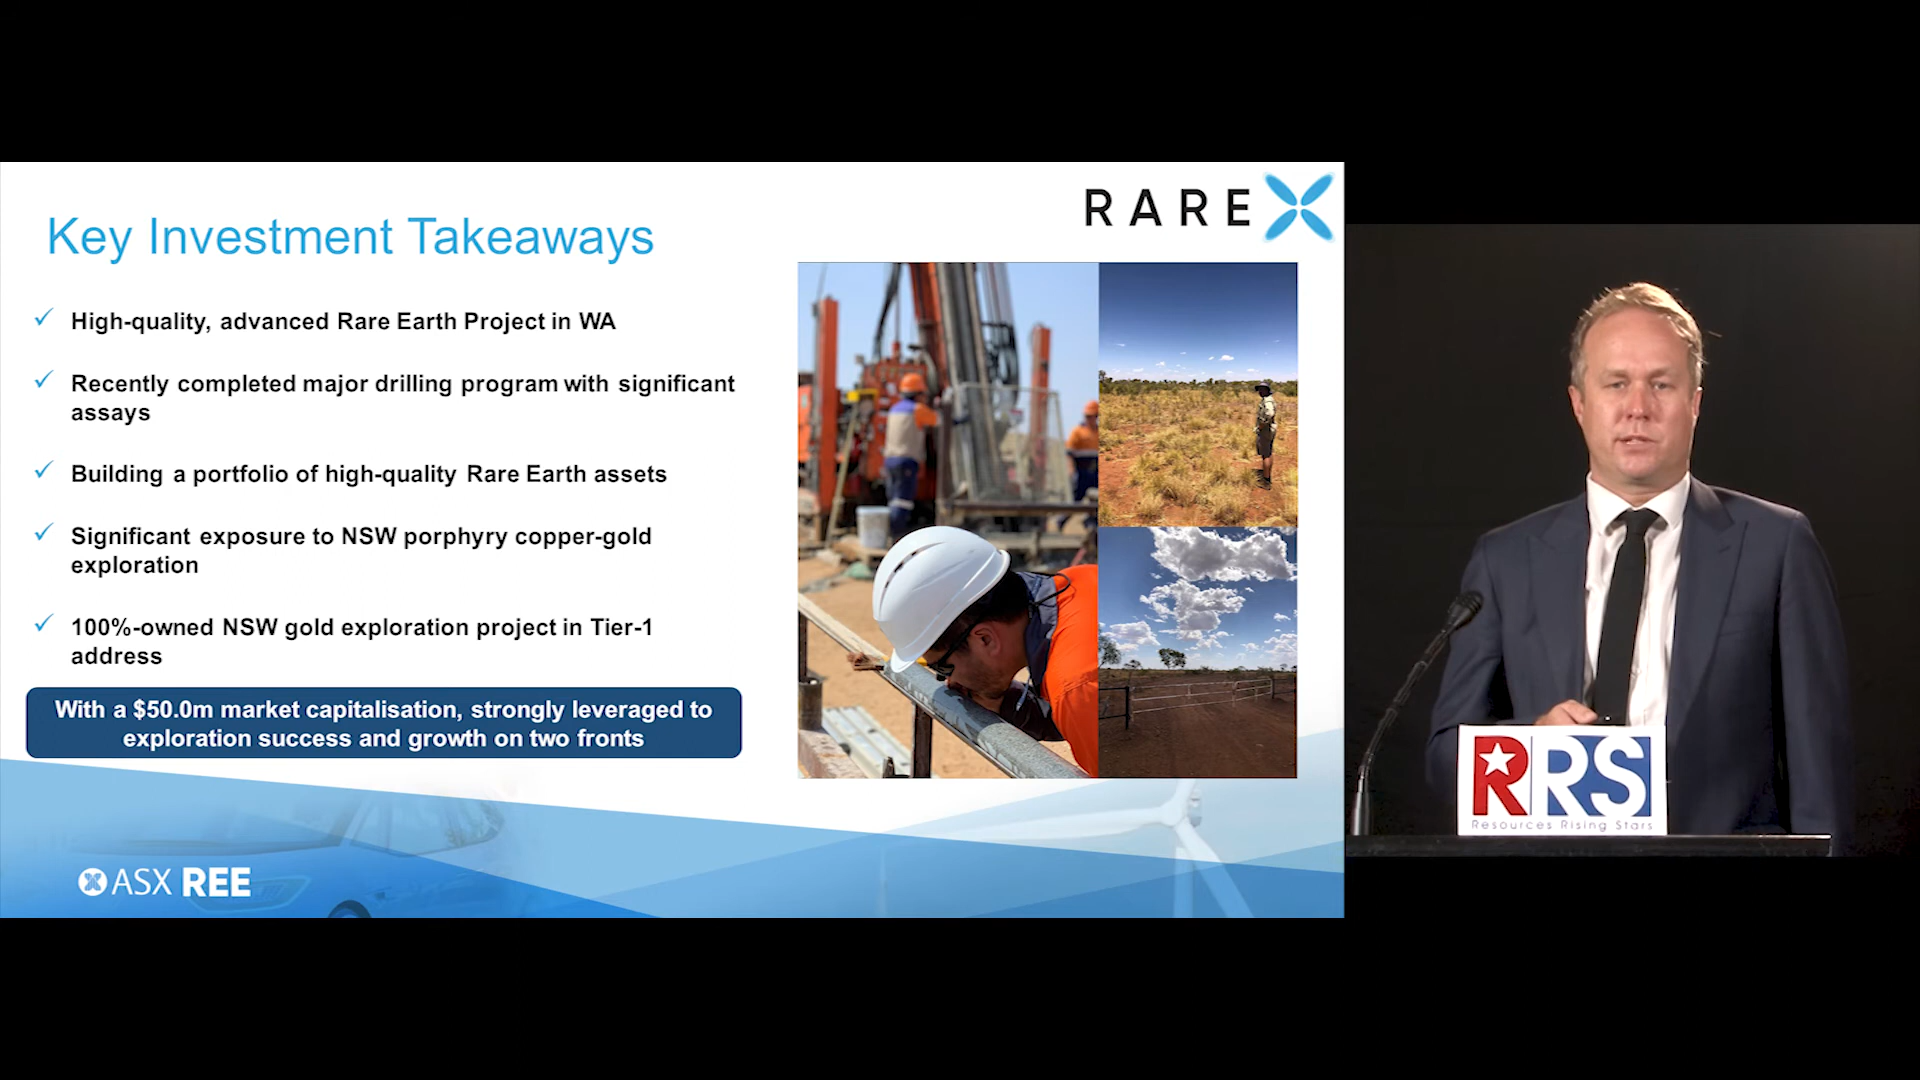 RARE X
Key Investment Takeaways
High-quality, advanced Rare Earth Project in WA
Recently completed major drilling program with significant
assays
Building a portfolio of high-quality Rare Earth assets
Significant exposure to NSW porphyry copper-gold
exploration
100%-owned NSW gold exploration project in Tier-1
address
With a $50.0m market capitalisation, strongly leveraged to
exploration success and growth on two fronts
ASX REE
RRS
Resources Rising Stars